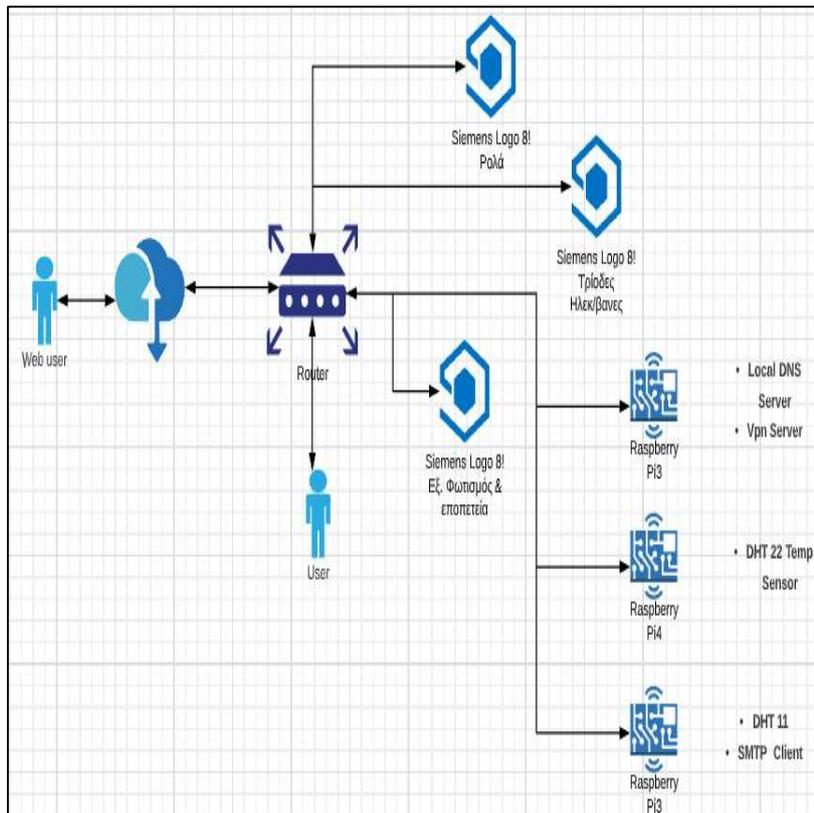 Siemens Logo 8!
Ρολά
Siemens Logo 8!
Τρίοδες
Ηλεκ/βανες
Web user
Router
Siemens Logo 8!
Εξ. Φωτισμός &
εποπετεία
User
• Local DNS
Server
• Vpn Server
Raspberry
Pi3
• DHT 22 Temp
Sensor
Raspberry
Pi4
• DHT 11
• SMTP Client
Raspberry
Pi3